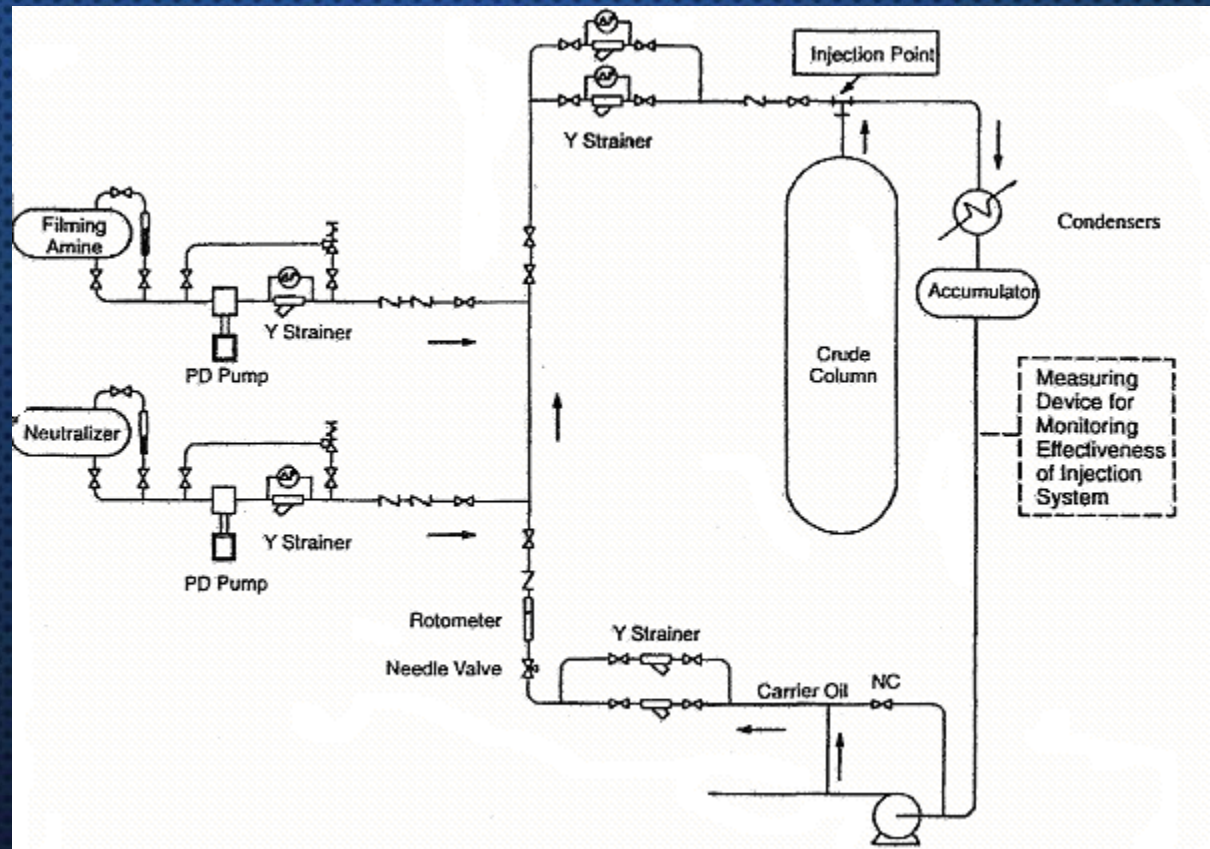 Injection Point
Y Strainer
Filming
Amine
Condensers
Accumulator
Y Strainer
PD Pump
Crude
Column
Measuring
Device for
Monitoring
Effectiveness
of Injection
System
Neutralizer
Y Strainer
PD Pump
Rotometer
Y Strainer
Needle Valve
Carrier Oil
NC